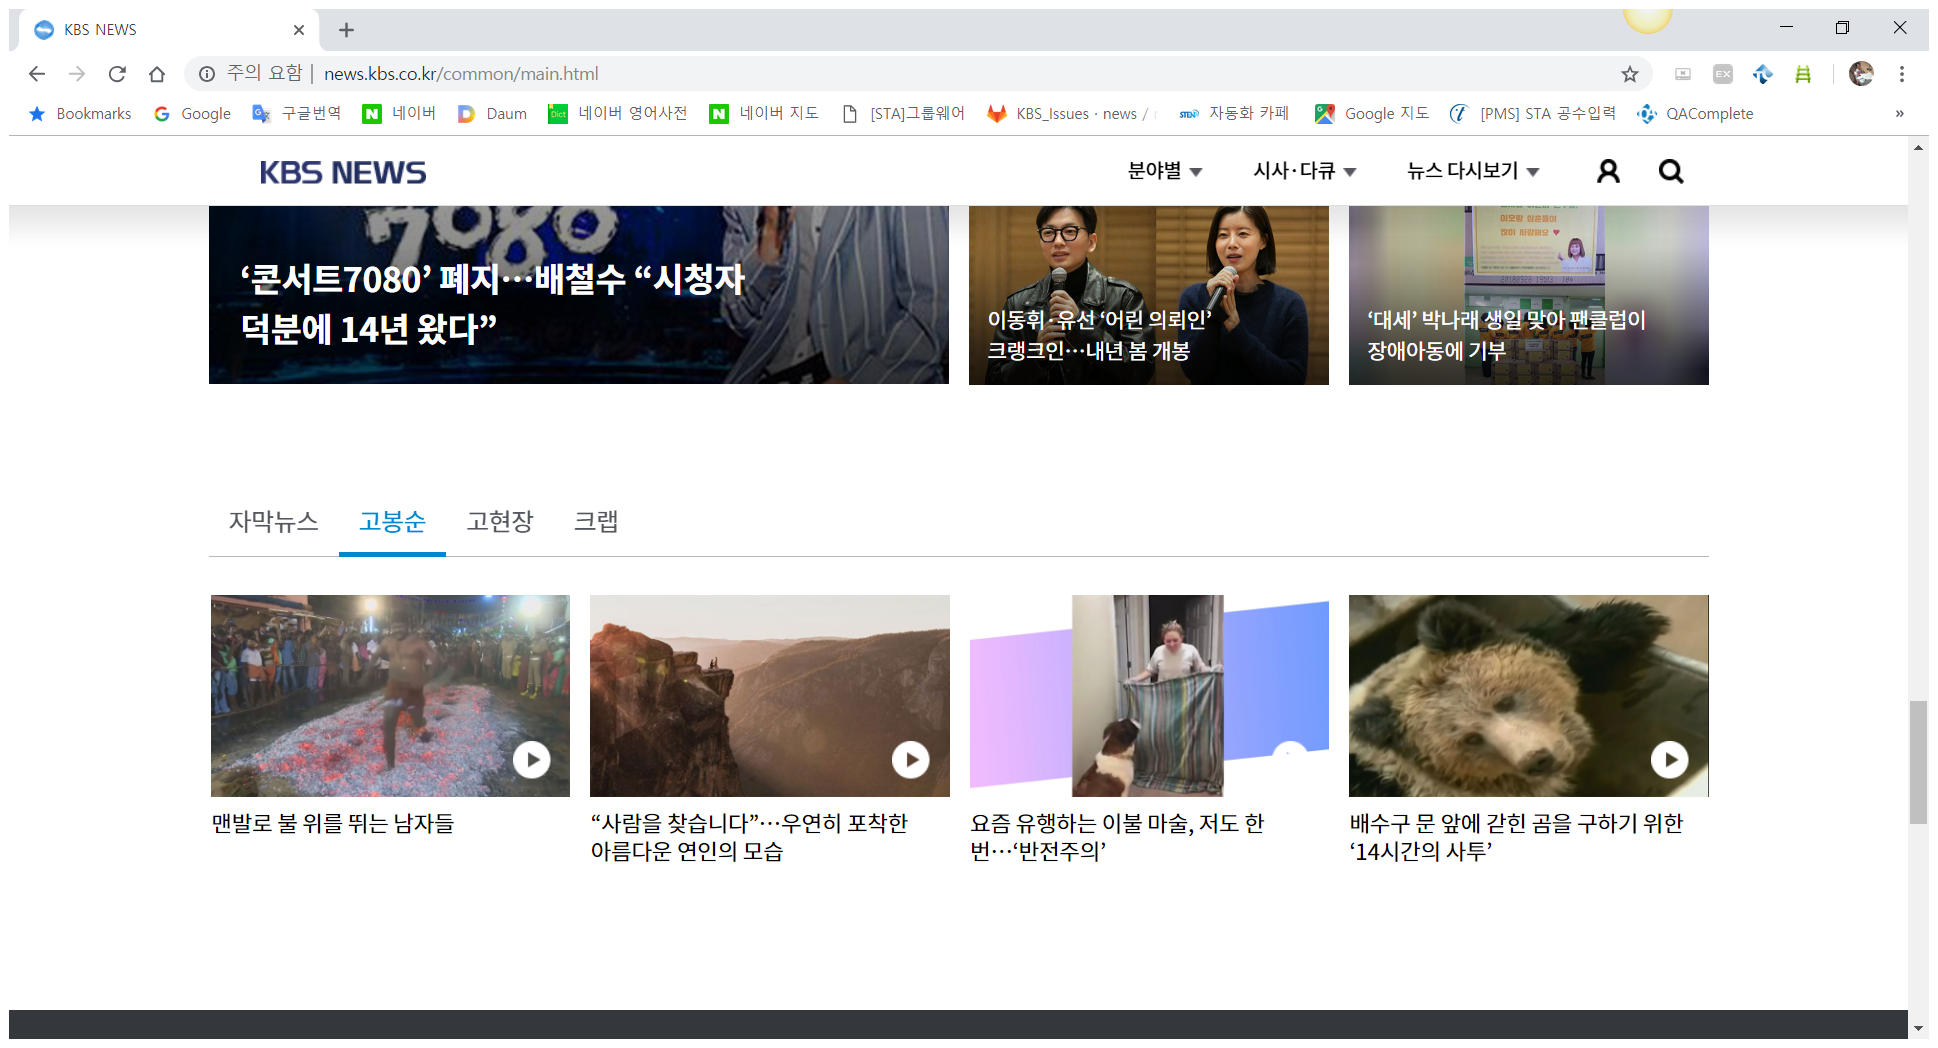 KBS NEWS
주의 요함 | news.kbs.co.kr/common/main.html
EX
Bookmarks Google 구글번역 네이버 Daum 네이버 영어사전 네이버 지도 [STA]그룹웨어 KBS_Issues · news / 자동화 카페 Google 지도 [PMS] STA 공수입력 QAComplete »
KBS NEWS 분야별 시사·다큐 뉴스 다시보기
7080
‘콘서트7080’ 폐지…배철수 “시청자
덕분에 14년 왔다”
이동휘·유선 ‘어린 의뢰인’
크랭크인…내년 봄 개봉
많이 사랑해요
‘대세’ 박나래 생일 맞아 팬클럽이
장애아동에 기부
자막뉴스 고봉순 고현장 크랩
맨발로 불 위를 뛰는 남자들
“사람을 찾습니다”…우연히 포착한
아름다운 연인의 모습
요즘 유행하는 이불 마술, 저도 한
번…‘반전주의’
배수구 문 앞에 갇힌 곰을 구하기 위한
‘14시간의 사투’